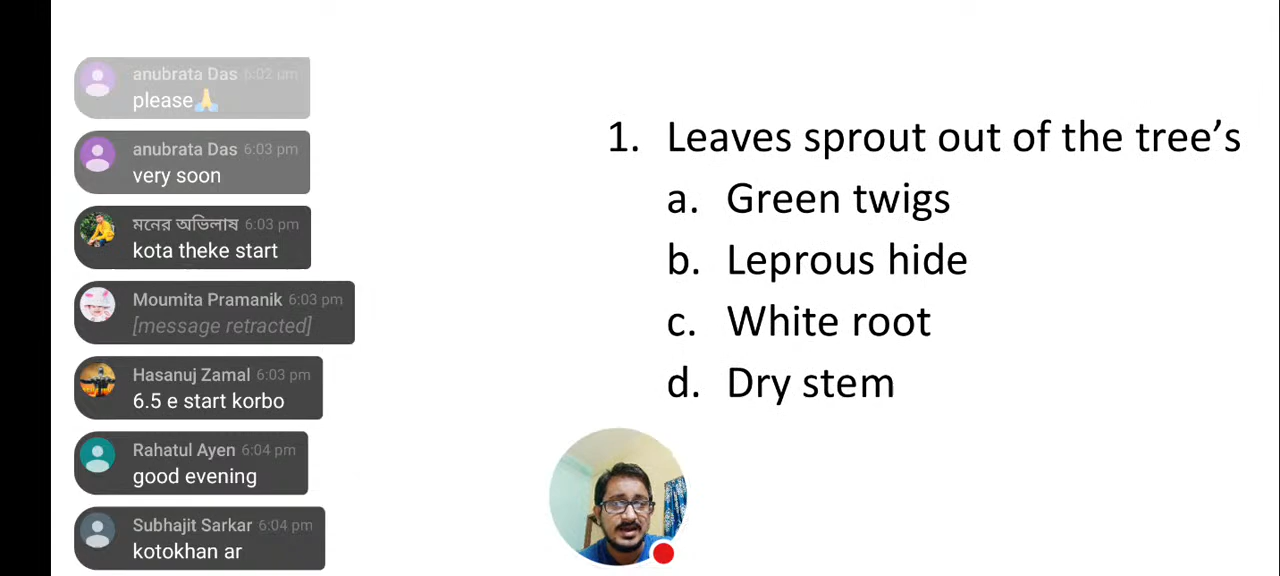 anubrata Das 6:02 pm
please🙏
anubrata Das 6:03 pm
very soon
মনের অভিলাষ 6:03 pm
kota theke start
Moumita Pramanik 6:03 pm
[message retracted]
Hasanuj Zamal 6:03 pm
6.5 e start korbo
Rahatul Ayen 6:04 pm
good evening
Subhajit Sarkar 6:04 pm
kotokhan ar
1. Leaves sprout out of the tree’s
a. Green twigs
b. Leprous hide
c. White root
d. Dry stem